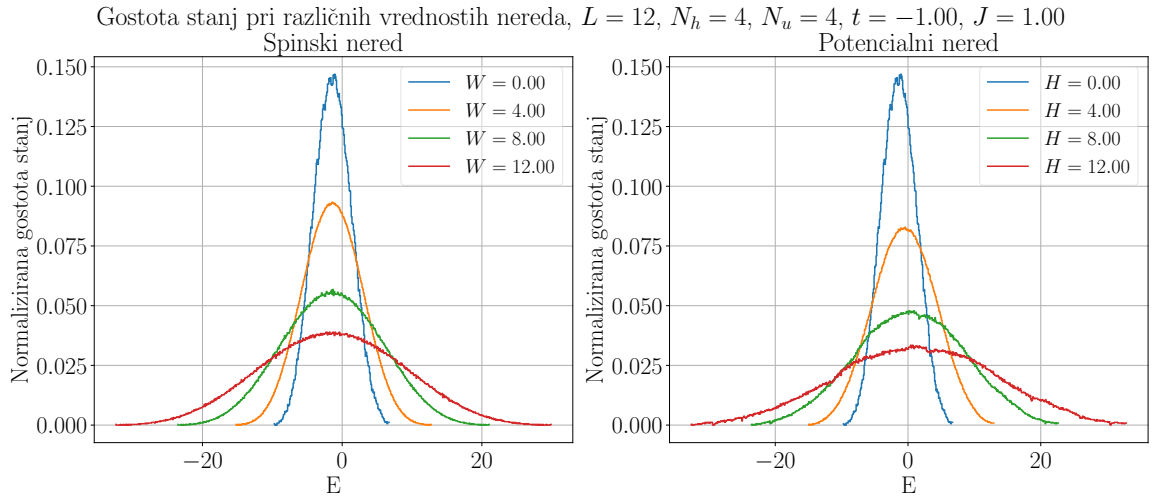 Gostota stanj pri različnih vrednostih nereda, $L = 12$, $N_h = 4$, $N_u = 4$, $t = -1.00$, $J = 1.00$
Spinski nered
Normalizirana gostota stanj
0.150
0.125
0.100
0.075
0.050
0.025
0.000
W = 0.00
W = 4.00
W = 8.00
W = 12.00
−20
0
20
E
Potencialni nered
Normalizirana gostota stanj
0.150
0.125
0.100
0.075
0.050
0.025
0.000
H = 0.00
H = 4.00
H = 8.00
H = 12.00
−20
0
20
E